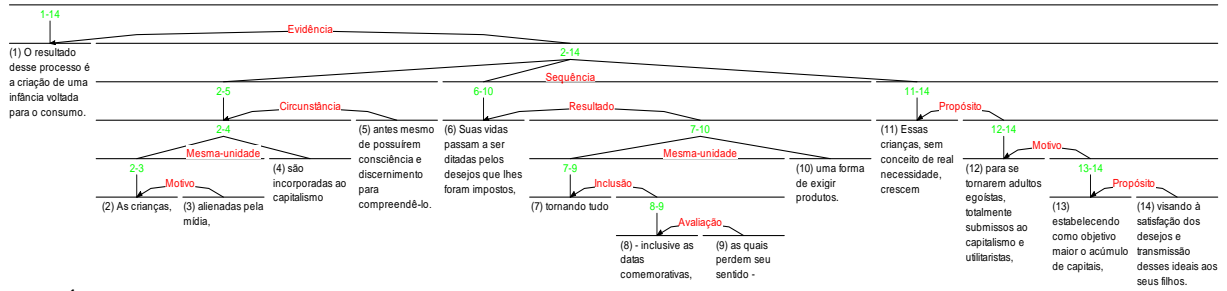 1-14
Evidência
(1) O resultado
desse processo é
a criação de uma
infância voltada
para o consumo.
2-14
Sequência
2-5
Circunstância
2-4
Mesma-unidade
2-3
Motivo
(2) As crianças,
(3) alienadas pela
mídia,
(4) são
incorporadas ao
capitalismo
(5) antes mesmo
de possuírem
consciência e
discernimento
para
compreendê-lo.
6-10
Resultado
(6) Suas vidas
passam a ser
ditadas pelos
desejos que lhes
foram impostos,
7-10
Mesma-unidade
7-9
Inclusão
(7) tornando tudo
8-9
Avaliação
(8) - inclusive as
datas
comemorativas,
(9) as quais
perdem seu
sentido -
(10) uma forma
de exigir
produtos.
11-14
Propósito
(11) Essas
crianças, sem
conceito de real
necessidade,
crescem
12-14
Motivo
(12) para se
tornarem adultos
egoístas,
totalmente
submissos ao
capitalismo e
utilitaristas,
13-14
Propósito
(13)
estabelecendo
como objetivo
maior o acúmulo
de capitais,
(14) visando à
satisfação dos
desejos e
transmissão
desses ideais aos
seus filhos.